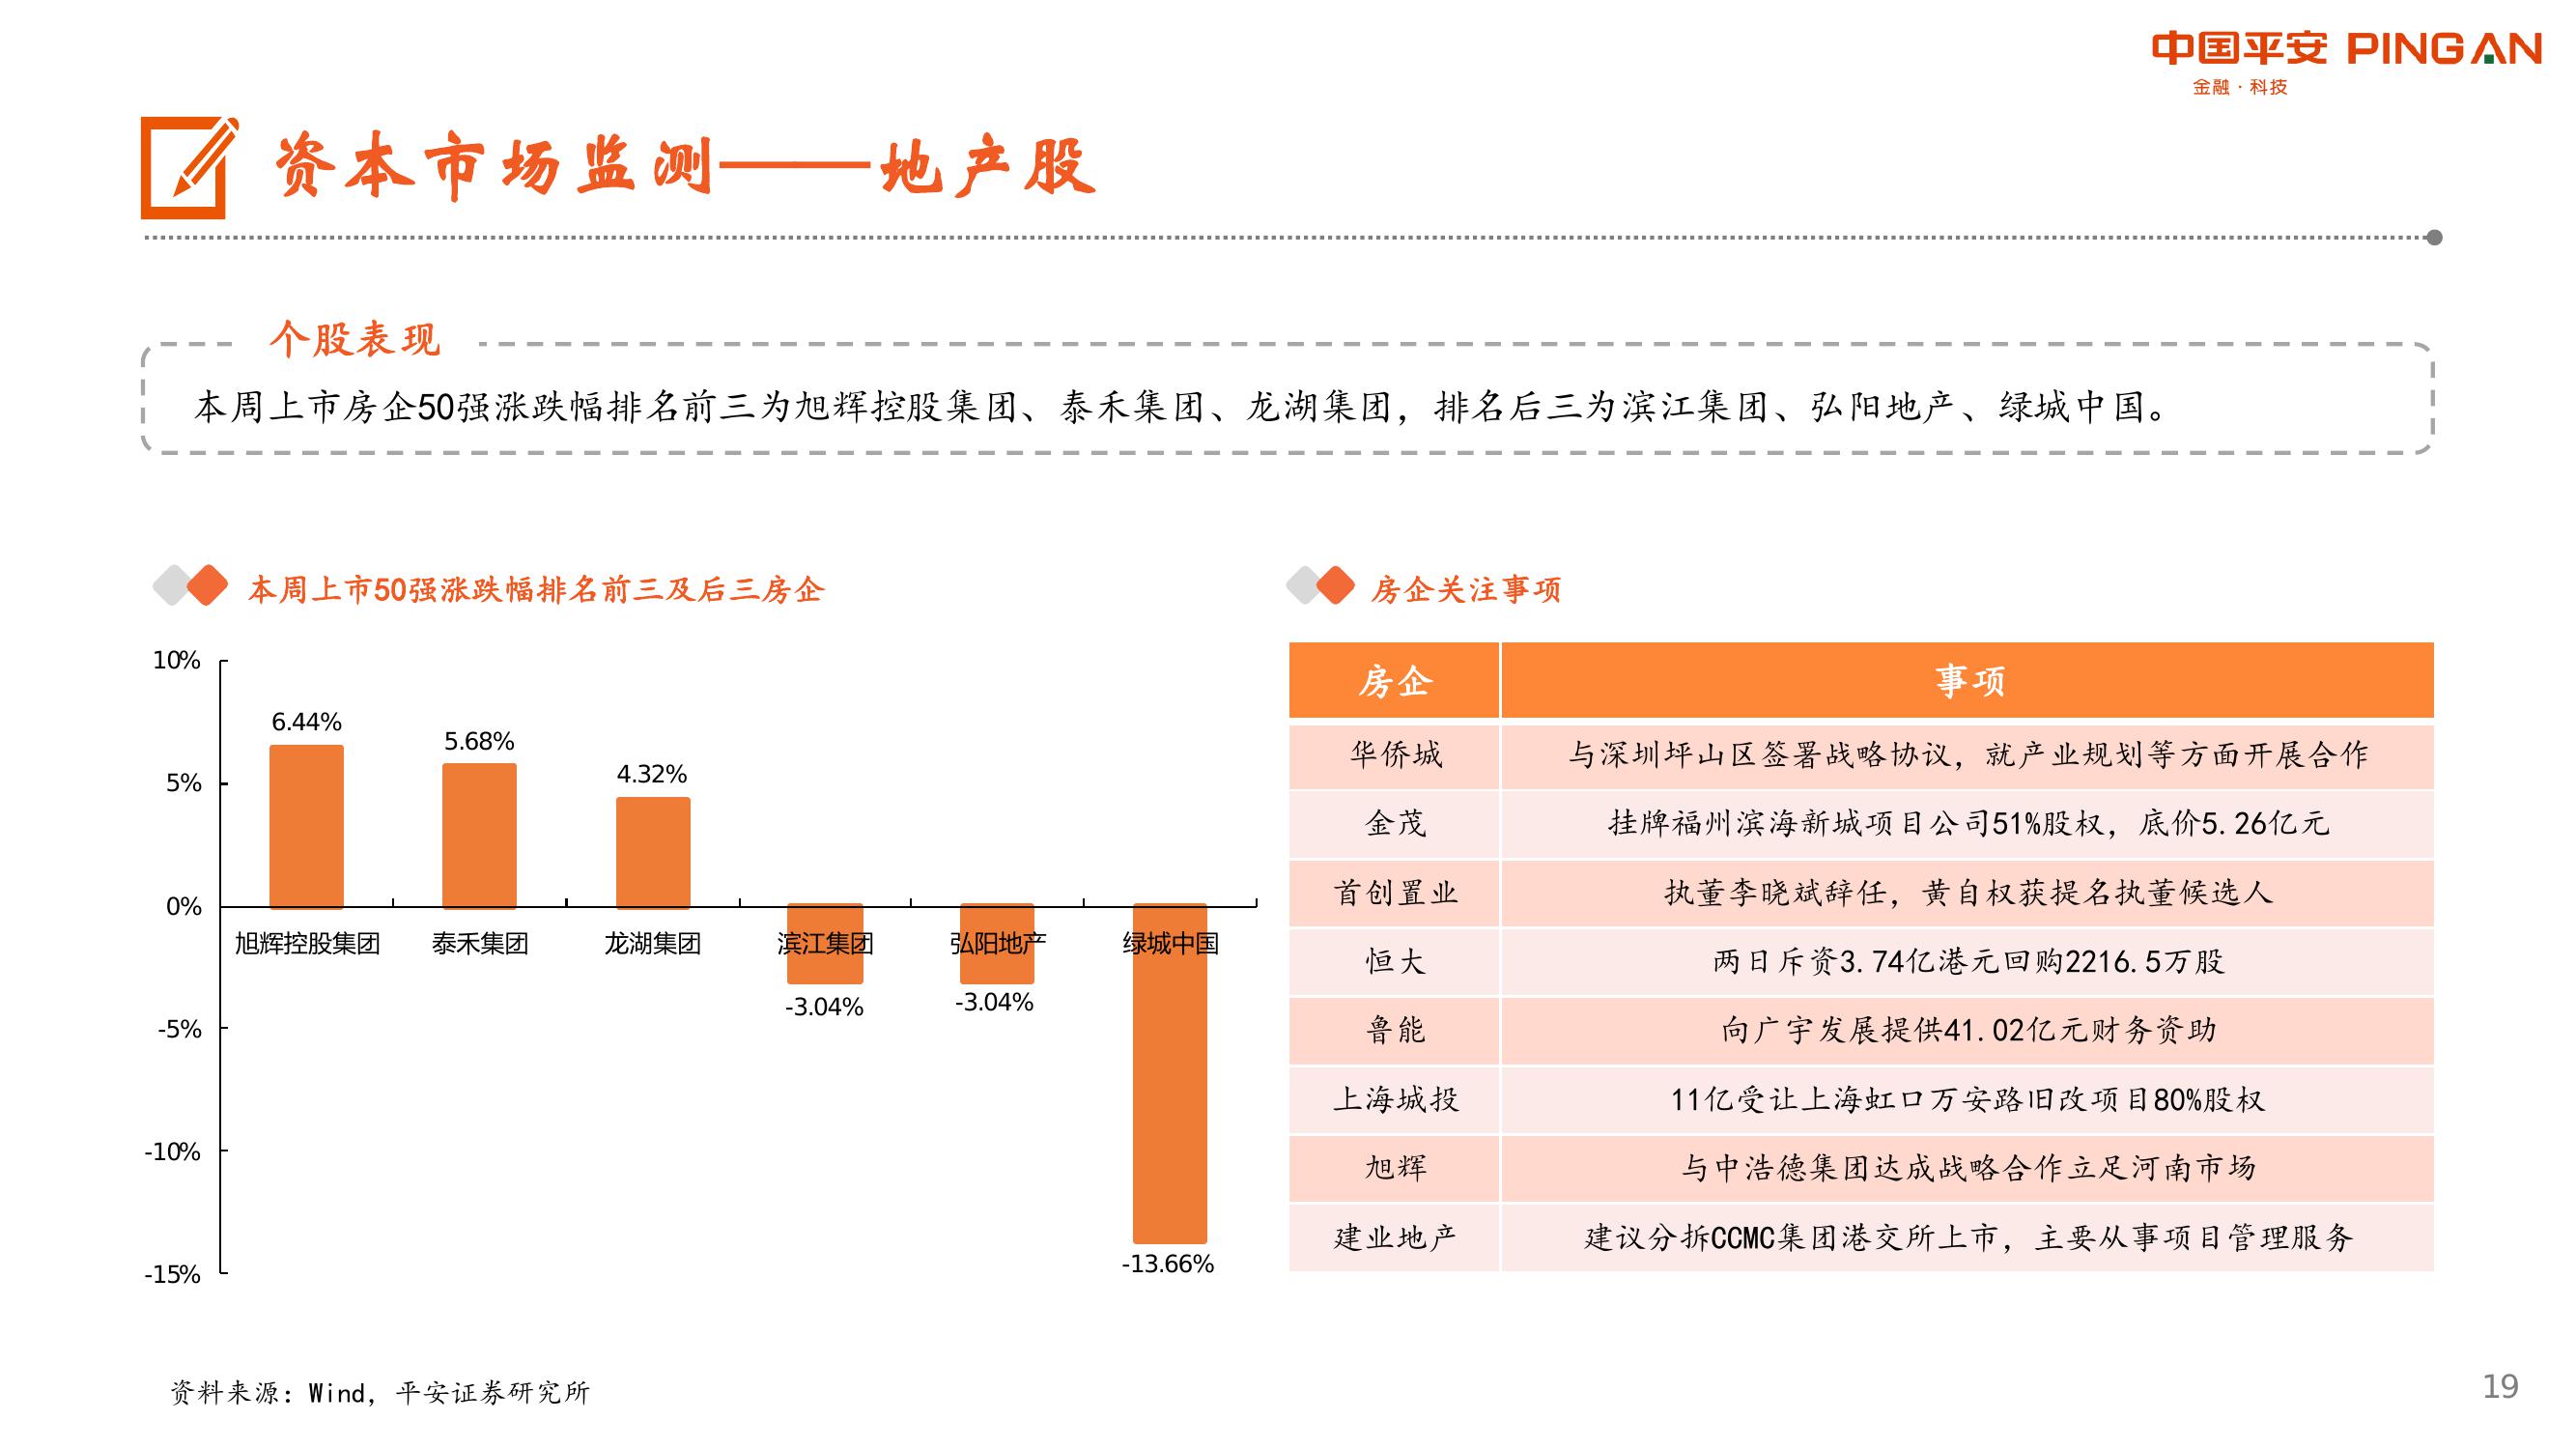 中国平安 PINGAN
金融·科技
资本市场监测——地产股
个股表现
本周上市房企50强涨跌幅排名前三为旭辉控股集团、泰禾集团、龙湖集团，排名后三为滨江集团、弘阳地产、绿城中国。
本周上市50强涨跌幅排名前三及后三房企
10%
5%
0%
-5%
-10%
-15%
6.44%
5.68%
4.32%
-3.04%
-3.04%
-13.66%
旭辉控股集团 泰禾集团 龙湖集团 滨江集团 弘阳地产 绿城中国
房企关注事项
房企 事项
华侨城 与深圳坪山区签署战略协议，就产业规划等方面开展合作
金茂 挂牌福州滨海新城项目公司51%股权，底价5.26亿元
首创置业 执董李晓斌辞任，黄自权获提名执董候选人
恒大 两日斥资3.74亿港元回购2216.5万股
鲁能 向广宇发展提供41.02亿元财务资助
上海城投 11亿受让上海虹口万安路旧改项目80%股权
旭辉 与中浩德集团达成战略合作立足河南市场
建业地产 建议分拆CCMC集团港交所上市，主要从事项目管理服务
资料来源：Wind，平安证券研究所
19